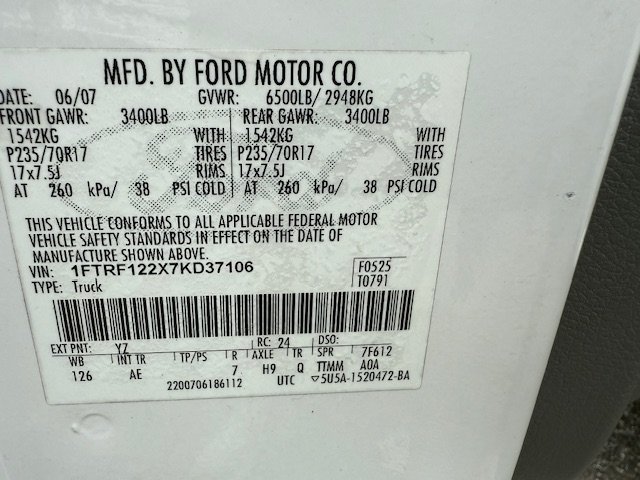 MFD. BY FORD MOTOR CO.
DATE: 06/07 GVWR: 6500LB/ 2948KG
FRONT GAWR: 3400LB REAR GAWR: 3400LB
1542KG WITH 1542KG WITH
P235/70R17 TIRES P235/70R17 TIRES
17x7.5J RIMS 17x7.5J RIMS
AT 260 kPa/ 38 PSI COLD AT 260 kPa/ 38 PSI COLD
THIS VEHICLE CONFORMS TO ALL APPLICABLE FEDERAL MOTOR
VEHICLE SAFETY STANDARDS IN EFFECT ON THE DATE OF
MANUFACTURE SHOWN ABOVE.
VIN: 1FTRF122X7KD37106 F0525
TYPE: Truck T0791
EXT PNT: YZ RC: 24 DSO:
WB INT TR TP/PS R AXLE TR SPR 7F612
126 AE 7 H9 Q TTMM A0A
2200706186112 UTC ▽5U5A-1520472-BA